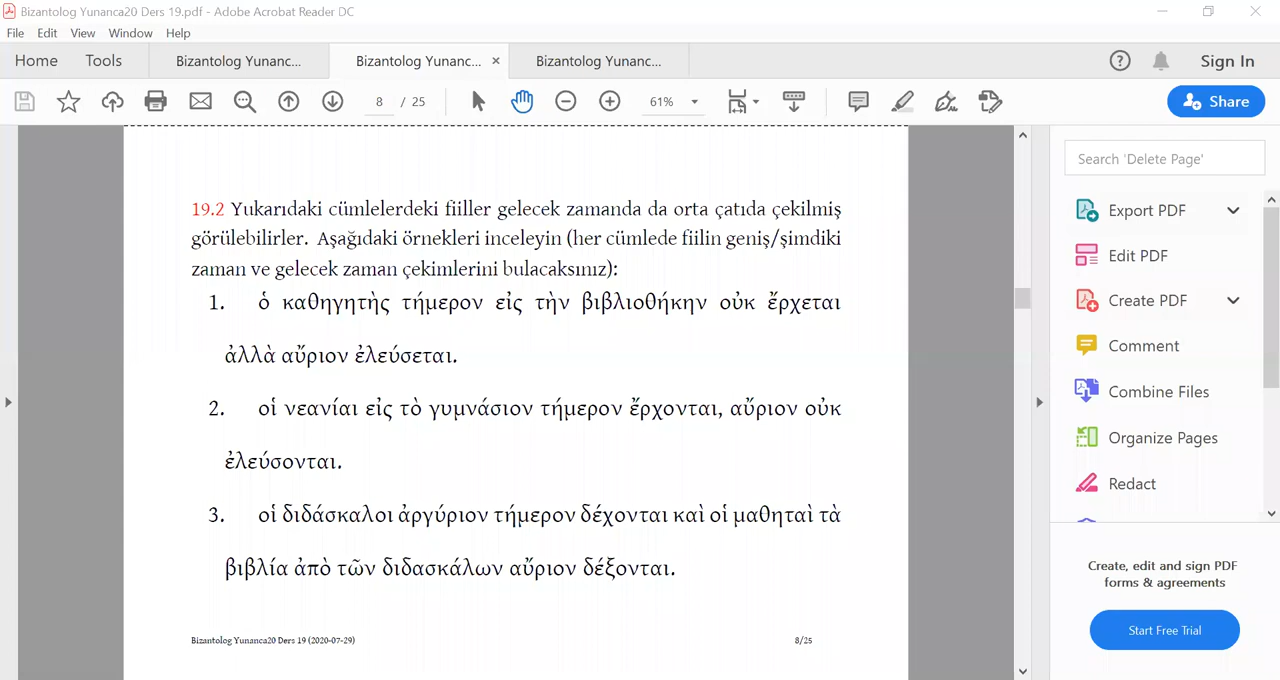 Bizantolog Yunanca20 Ders 19.pdf - Adobe Acrobat Reader DC
File Edit View Window Help
Home Tools Bizantolog Yunanc... Bizantolog Yunanc... × Bizantolog Yunanc... Sign In
8 / 25 61% Share
Search 'Delete Page'
19.2 Yukarıdaki cümlelerdeki fiiller gelecek zamanda da orta çatıda çekilmiş
görülebilirler. Aşağıdaki örnekleri inceleyin (her cümlede fiilin geniş/şimdiki
zaman ve gelecek zaman çekimlerini bulacaksınız):
1. ὁ καθηγητὴς τήμερον εἰς τὴν βιβλιοθήκην οὐκ ἔρχεται
ἀλλὰ αὔριον ἐλεύσεται.
2. οἱ νεανίαι εἰς τὸ γυμνάσιον τήμερον ἔρχονται, αὔριον οὐκ
ἐλεύσονται.
3. οἱ διδάσκαλοι ἀργύριον τήμερον δέχονται καὶ οἱ μαθηταὶ τὰ
βιβλία ἀπὸ τῶν διδασκάλων αὔριον δέξονται.
Bizantolog Yunanca20 Ders 19 (2020-07-29) 8/25
Export PDF
Edit PDF
Create PDF
Comment
Combine Files
Organize Pages
Redact
Create, edit and sign PDF
forms & agreements
Start Free Trial